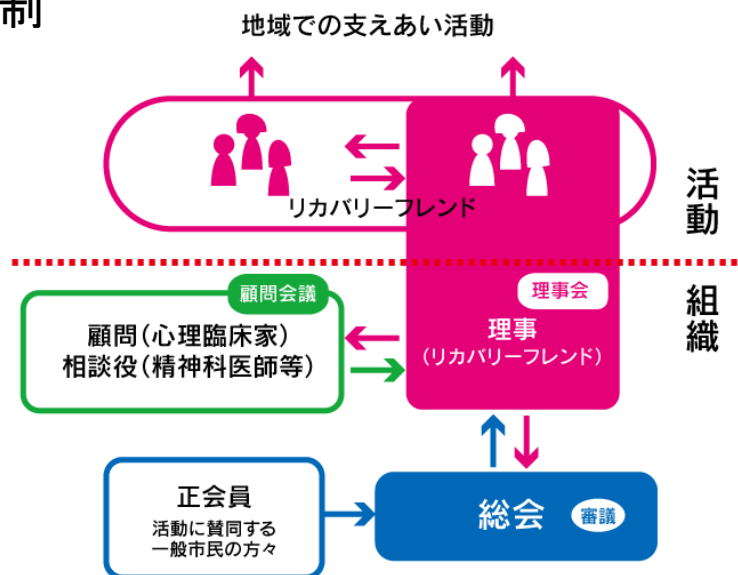 制
地域での支えあい活動
リカバリーフレンド
活動
顧問会議
理事会
組織
顧問(心理臨床家)
相談役(精神科医師等)
理事
(リカバリーフレンド)
正会員
活動に賛同する
一般市民の方々
総会
審議